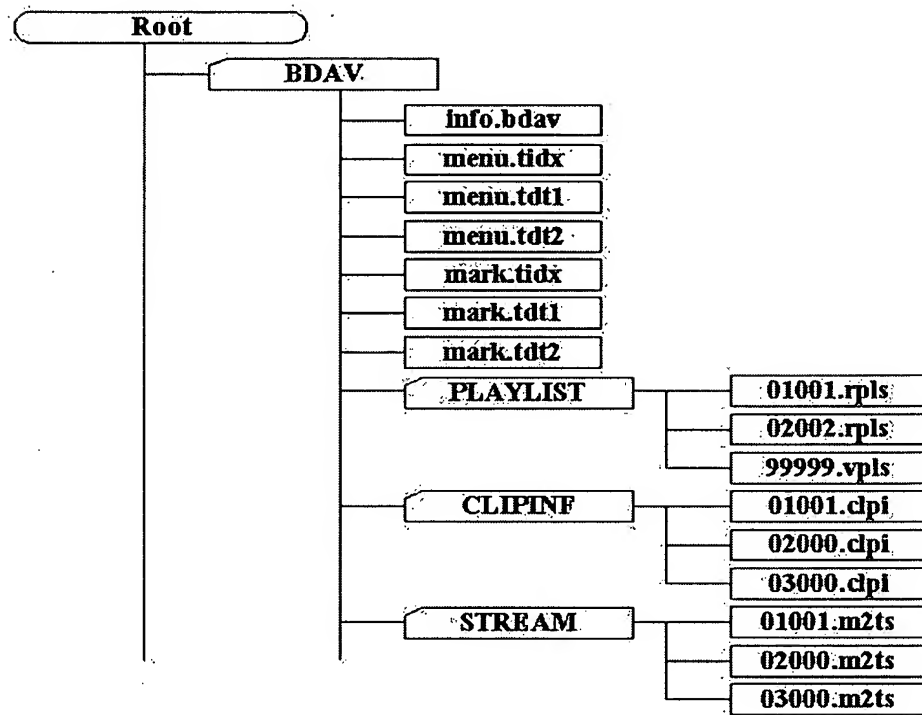 Root
BDAV
info.bdav
menu.tidx
menu.tdt1
menu.tdt2
mark.tidx
mark.tdt1
mark.tdt2
PLAYLIST
01001.rpls
02002.rpls
99999.vpls
CLIPINF
01001.clpi
02000.clpi
03000.clpi
STREAM
01001.m2ts
02000.m2ts
03000.m2ts